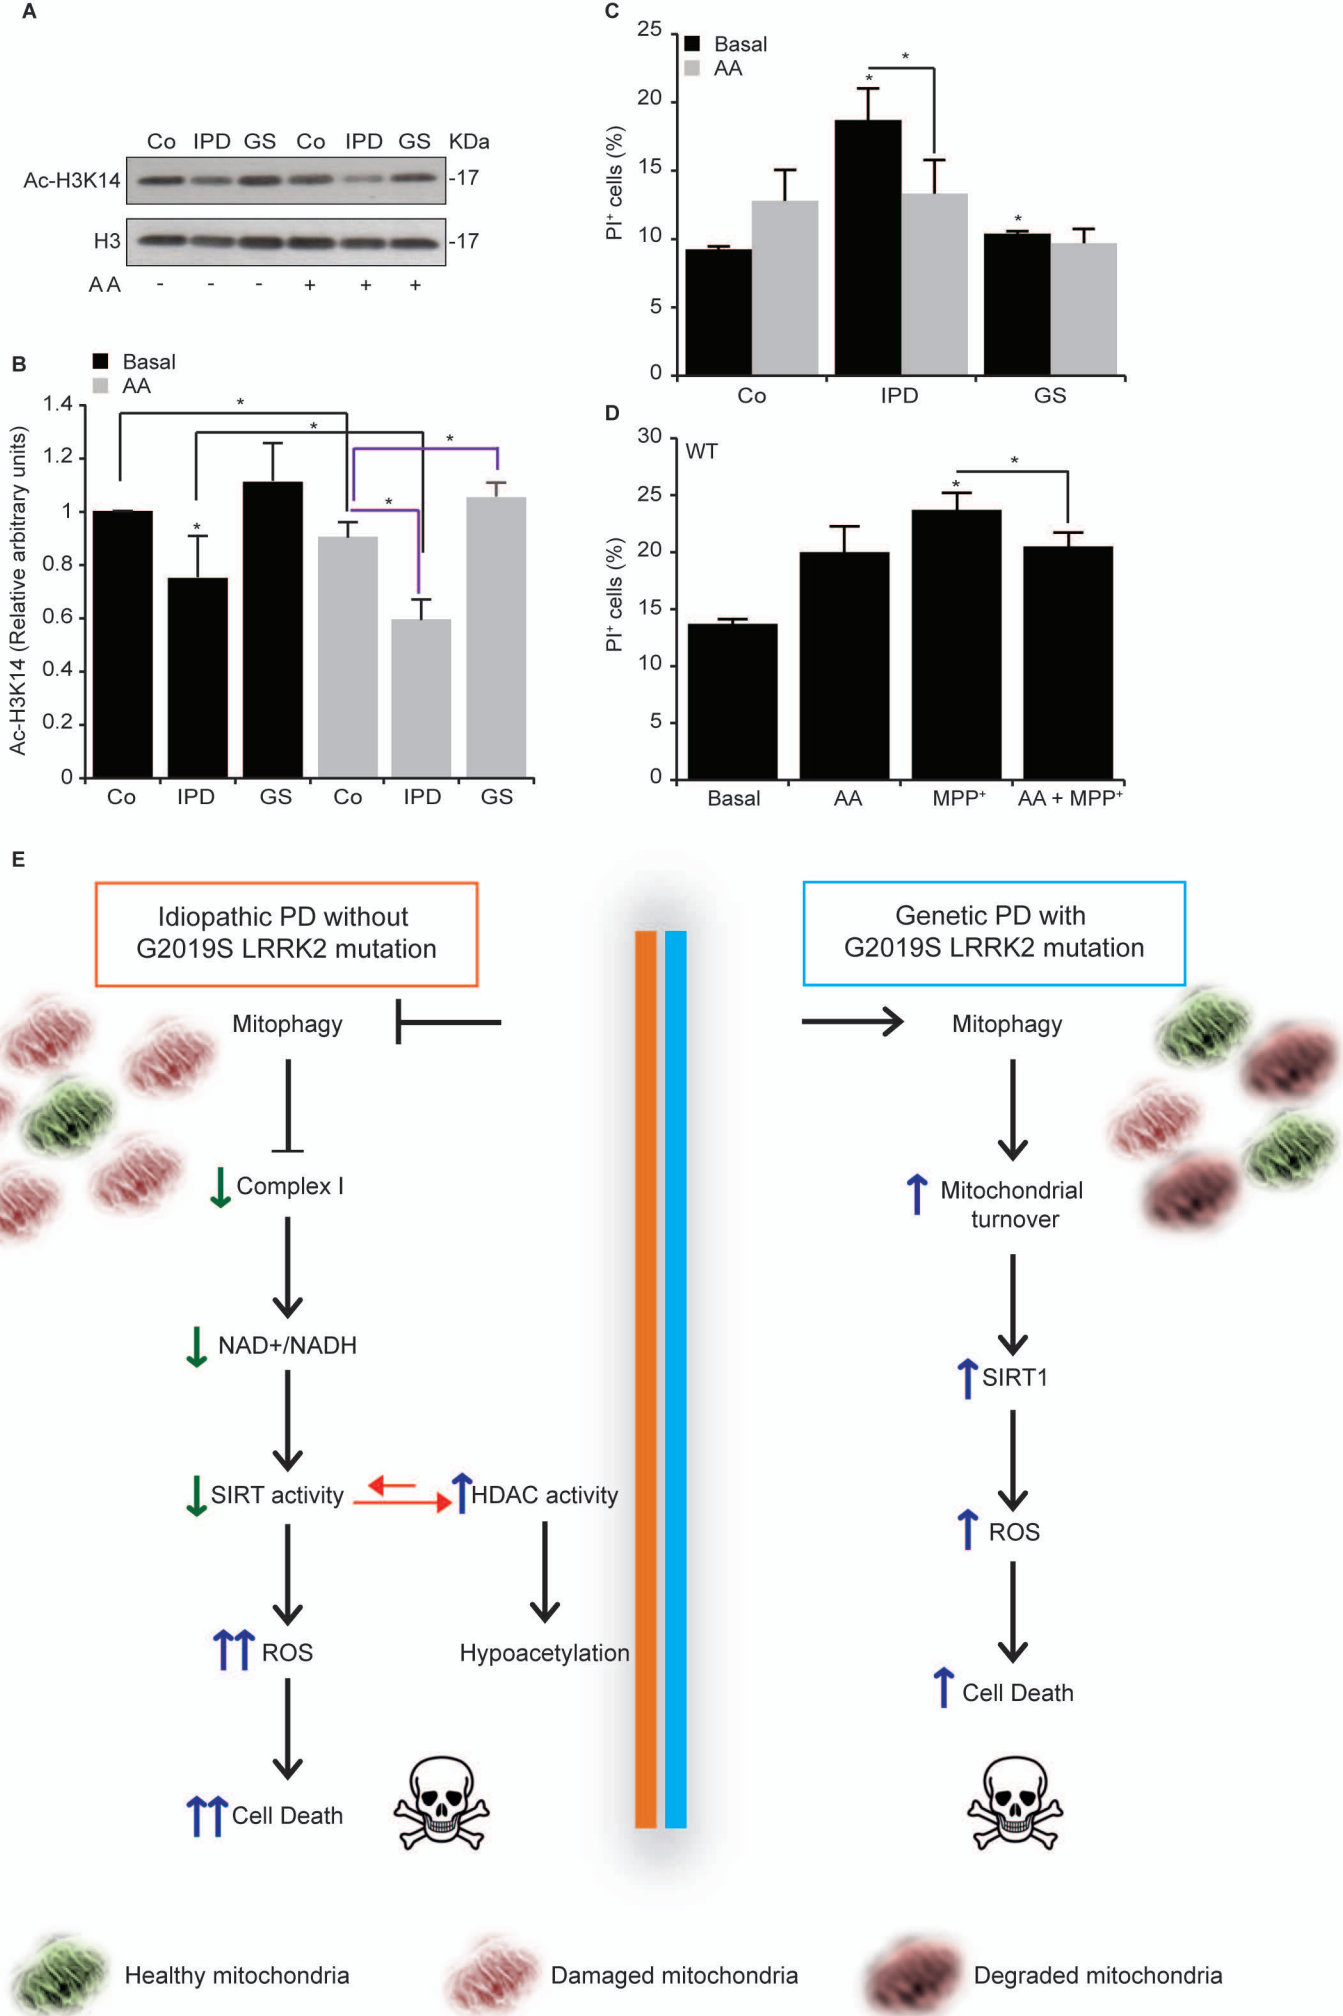 A
Co IPD GS Co IPD GS KDa
Ac-H3K14 -17
H3 -17
A A - - - + + +
B
Basal
AA
Ac-H3K14 (Relative arbitrary units)
1.4
1.2
1
0.8
0.6
0.4
0.2
0
* * * * *
Co IPD GS Co IPD GS
C
Basal
AA
PI+ cells (%)
25
20
15
10
5
0
* * *
Co IPD GS
D
WT
PI+ cells (%)
30
25
20
15
10
5
0
* *
Basal AA MPP+ AA + MPP+
E
Idiopathic PD without
G2019S LRRK2 mutation
Mitophagy
Complex I
NAD+/NADH
SIRT activity HDAC activity
ROS Hypoacetylation
Cell Death
Genetic PD with
G2019S LRRK2 mutation
Mitophagy
Mitochondrial
turnover
SIRT1
ROS
Cell Death
Healthy mitochondria Damaged mitochondria Degraded mitochondria